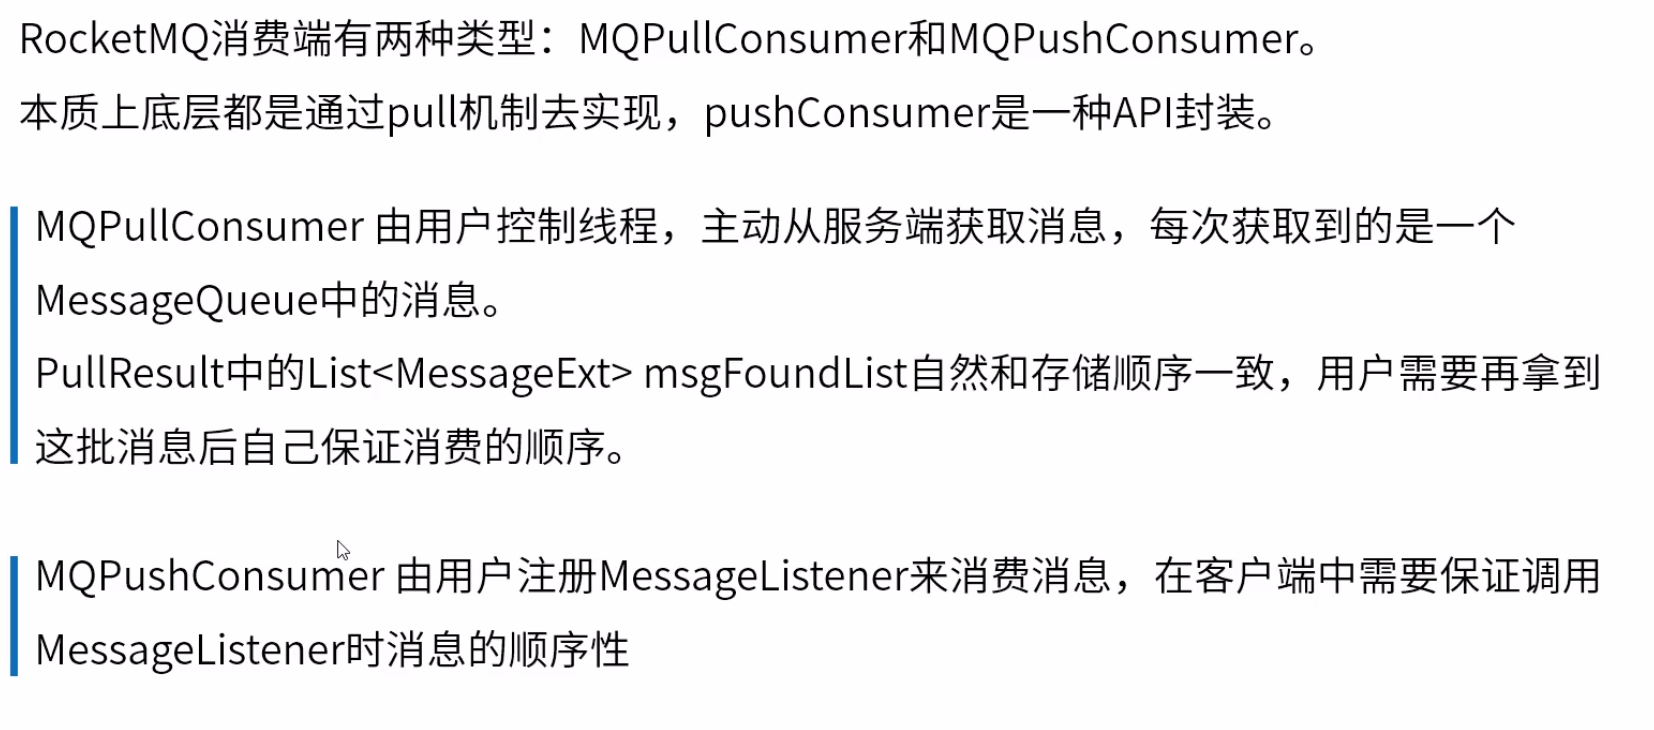 RocketMQ消费端有两种类型：MQPullConsumer和MQPushConsumer。
本质上底层都是通过pull机制去实现，pushConsumer是一种API封装。
MQPullConsumer 由用户控制线程，主动从服务端获取消息，每次获取到的是一个
MessageQueue中的消息。
PullResult中的List<MessageExt> msgFoundList自然和存储顺序一致，用户需要再拿到
这批消息后自己保证消费的顺序。
MQPushConsumer 由用户注册MessageListener来消费消息，在客户端中需要保证调用
MessageListener时消息的顺序性